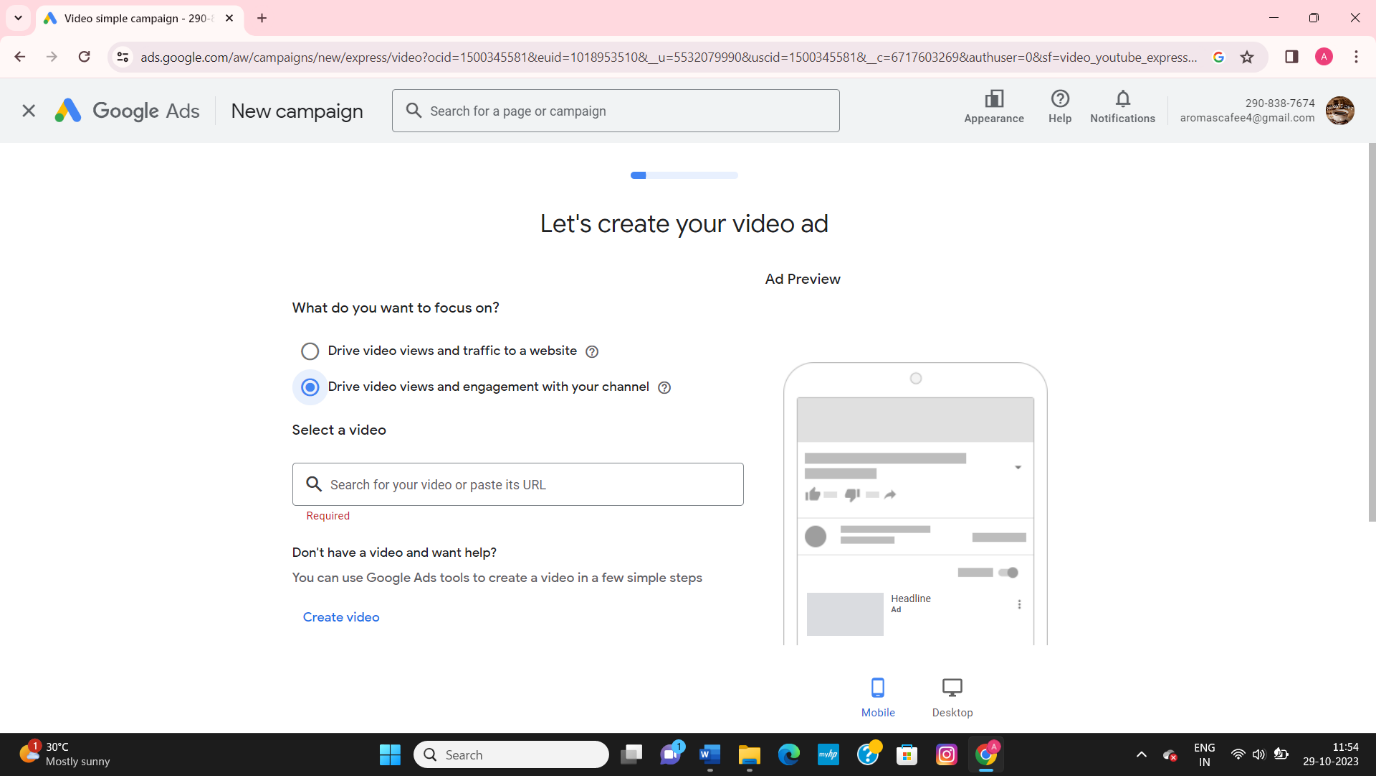 Video simple campaign - 290-
ads.google.com/aw/campaigns/new/express/video?ocid=1500345581&euid=1018953510&__u=5532079990&uscid=1500345581&__c=6717603269&authuser=0&sf=video_youtube_express...
A
Google Ads
New campaign
Search for a page or campaign
Appearance
Help
Notifications
290-838-7674
aromascafee4@gmail.com
Let's create your video ad
Ad Preview
What do you want to focus on?
Drive video views and traffic to a website
Drive video views and engagement with your channel
Select a video
Search for your video or paste its URL
Required
Don't have a video and want help?
You can use Google Ads tools to create a video in a few simple steps
Create video
Headline
Ad
Mobile
Desktop
1
30°C
Mostly sunny
Search
1
myhp
A
ENG
IN
11:54
29-10-2023